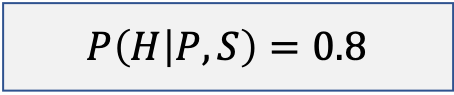 P(H|P,S) = 0.8